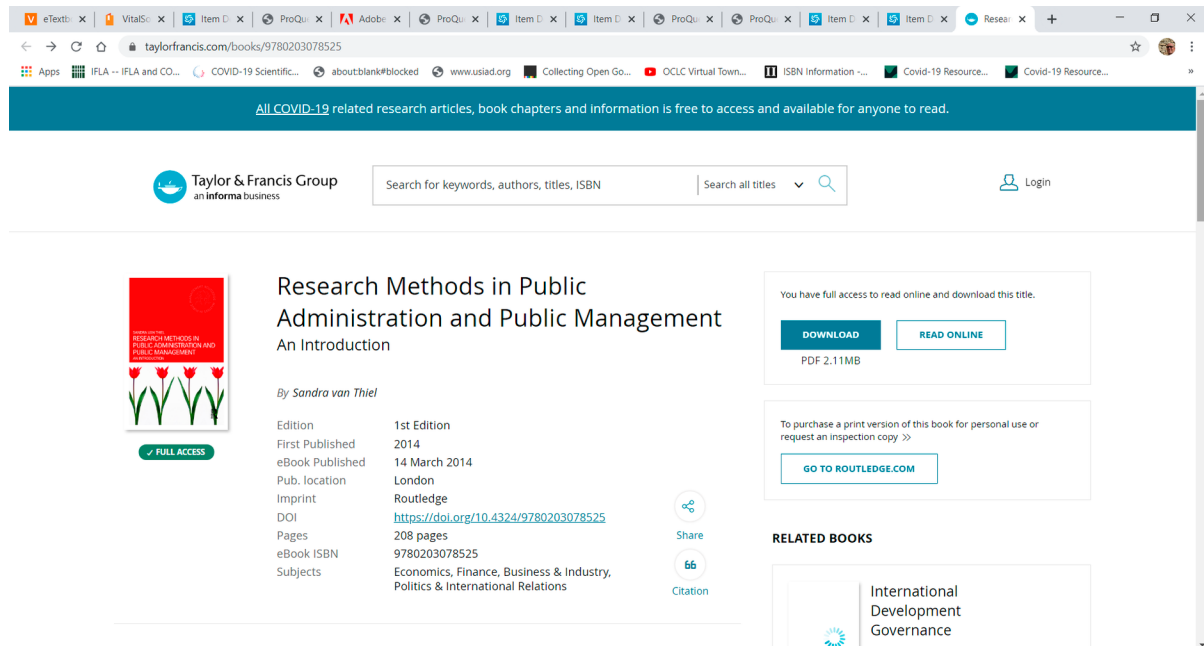 eTextb
VitalSo
Item D
ProQu
Adobe
ProQu
Item D
Item D
ProQu
ProQu
Item D
Item D
Resear
taylorfrancis.com/books/9780203078525
Apps
IFLA -- IFLA and CO...
COVID-19 Scientific...
about:blank#blocked
www.usiad.org
Collecting Open Go...
OCLC Virtual Town...
ISBN Information -...
Covid-19 Resource...
Covid-19 Resource...
All COVID-19 related research articles, book chapters and information is free to access and available for anyone to read.
Taylor & Francis Group
an informa business
Search for keywords, authors, titles, ISBN
Search all titles
Login
SANDRA VAN THIEL
RESEARCH METHODS IN
PUBLIC ADMINISTRATION AND
PUBLIC MANAGEMENT
AN INTRODUCTION
✓ FULL ACCESS
Research Methods in Public
Administration and Public Management
An Introduction
By Sandra van Thiel
Edition 1st Edition
First Published 2014
eBook Published 14 March 2014
Pub. location London
Imprint Routledge
DOI https://doi.org/10.4324/9780203078525
Pages 208 pages
eBook ISBN 9780203078525
Subjects Economics, Finance, Business & Industry,
Politics & International Relations
Share
Citation
You have full access to read online and download this title.
DOWNLOAD
READ ONLINE
PDF 2.11MB
To purchase a print version of this book for personal use or
request an inspection copy >>
GO TO ROUTLEDGE.COM
RELATED BOOKS
International
Development
Governance